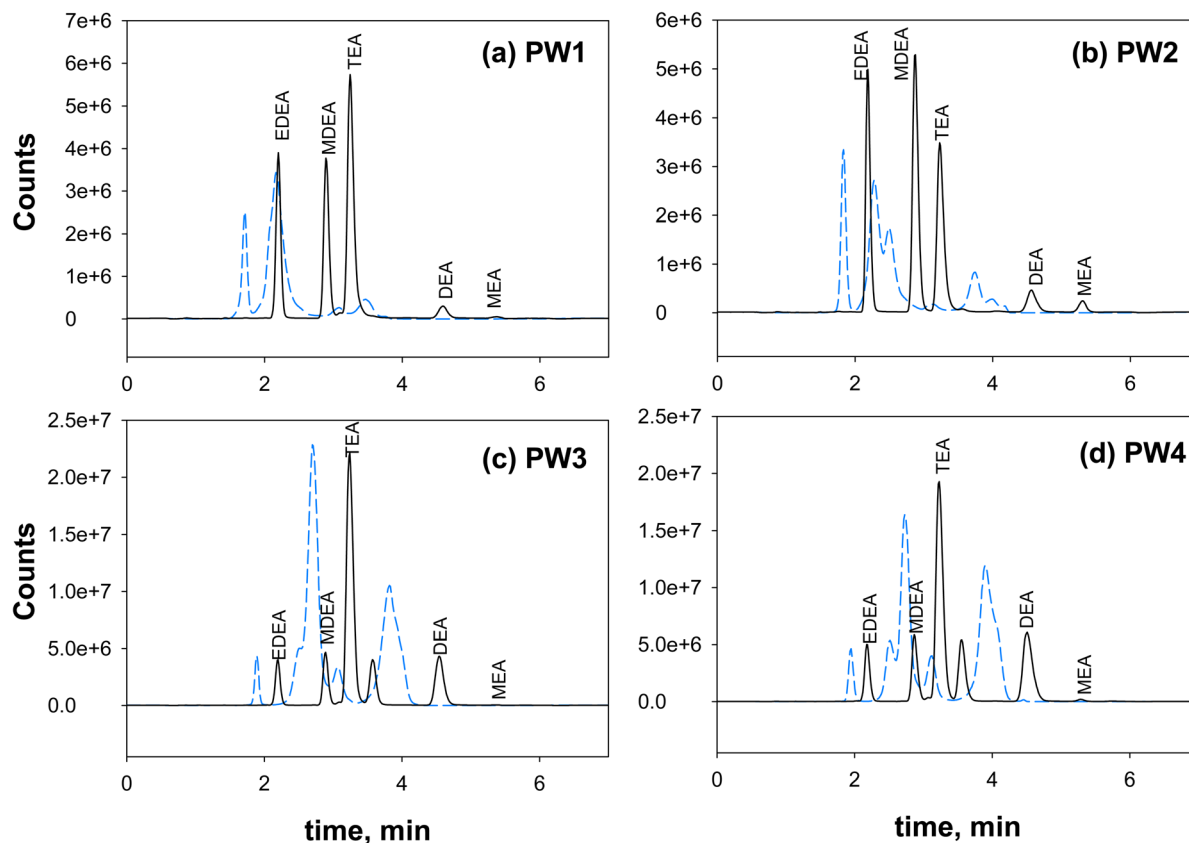 (a) PW1
Counts
7e+6
6e+6
5e+6
4e+6
3e+6
2e+6
1e+6
0
EDEA
MDEA
TEA
DEA
MEA
0 2 4 6
(b) PW2
6e+6
5e+6
4e+6
3e+6
2e+6
1e+6
0
EDEA
MDEA
TEA
DEA
MEA
0 2 4 6
(c) PW3
Counts
2.5e+7
2.0e+7
1.5e+7
1.0e+7
5.0e+6
0.0
EDEA
MDEA
TEA
DEA
MEA
0 2 4 6
time, min
(d) PW4
2.5e+7
2.0e+7
1.5e+7
1.0e+7
5.0e+6
0.0
EDEA
MDEA
TEA
DEA
MEA
0 2 4 6
time, min